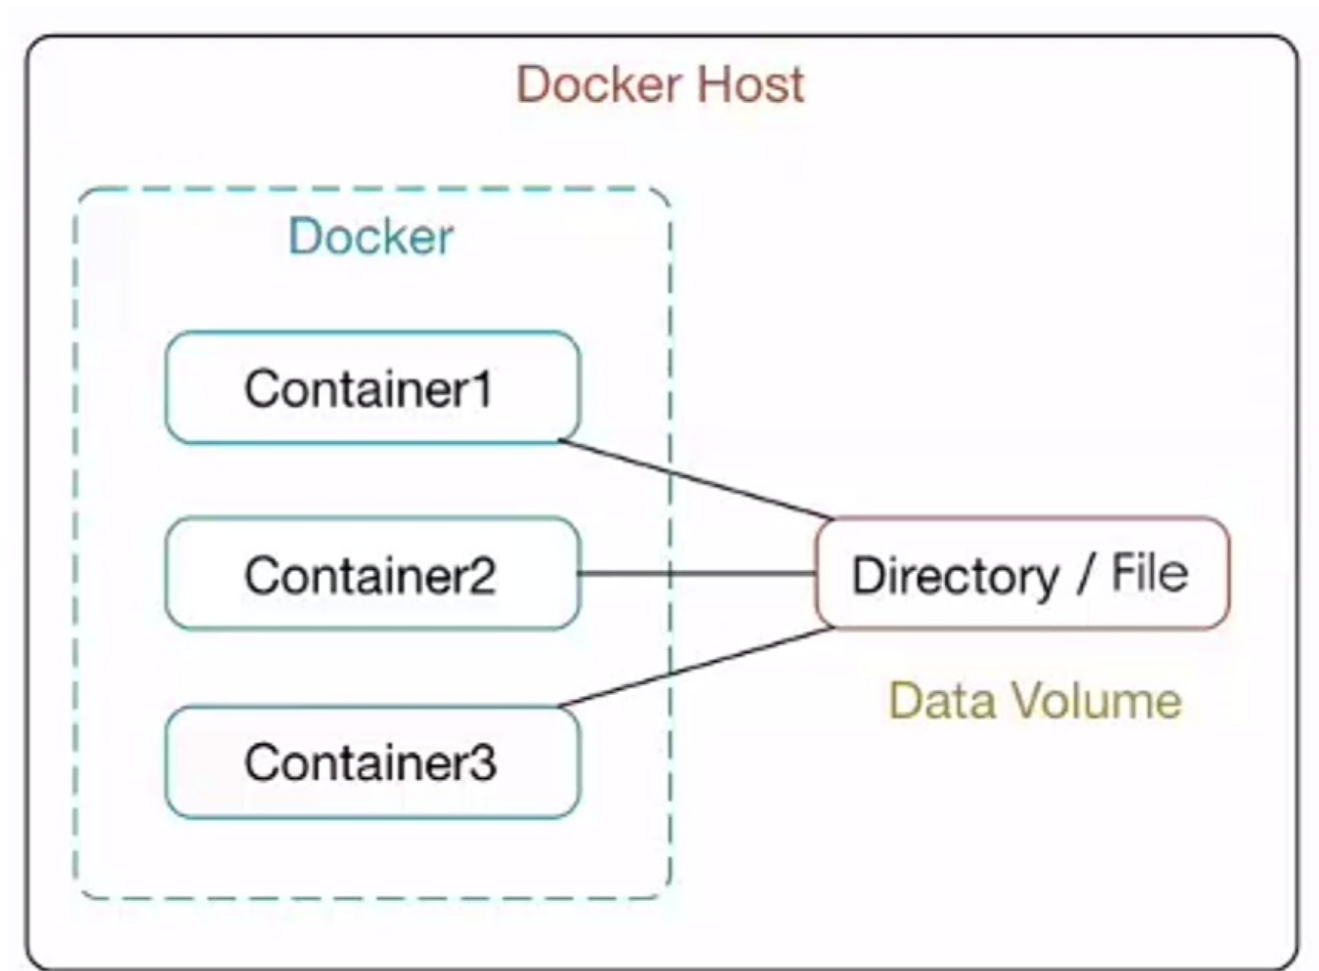 Docker Host
Docker
Container1
Container2
Container3
Directory / File
Data Volume